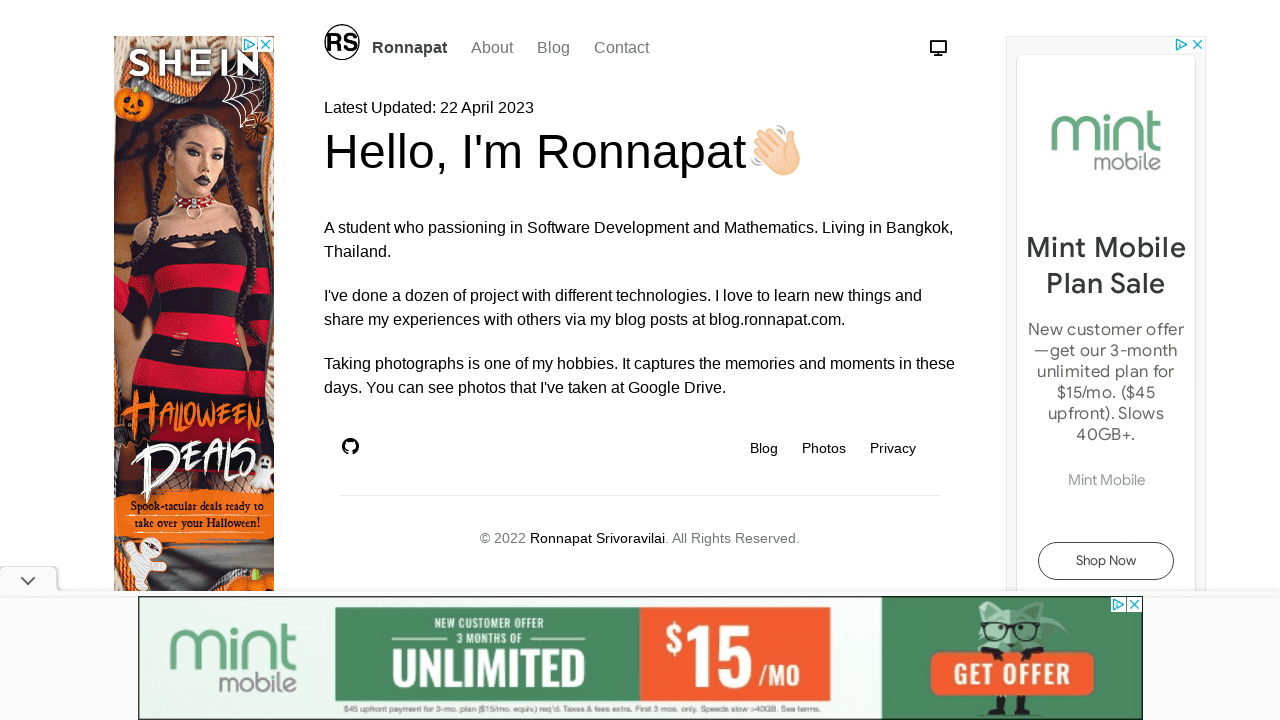 RS
Ronnapat About Blog Contact
Latest Updated: 22 April 2023
Hello, I'm Ronnapat👋🏻
A student who passioning in Software Development and Mathematics. Living in Bangkok,
Thailand.
I've done a dozen of project with different technologies. I love to learn new things and
share my experiences with others via my blog posts at blog.ronnapat.com.
Taking photographs is one of my hobbies. It captures the memories and moments in these
days. You can see photos that I've taken at Google Drive.
Blog Photos Privacy
© 2022 Ronnapat Srivoravilai. All Rights Reserved.
SHEIN
HALLOWEEN
DEALS
Spook-tacular deals ready to
take over your Halloween!
mint
mobile
Mint Mobile
Plan Sale
New customer offer
—get our 3-month
unlimited plan for
$15/mo. ($45
upfront). Slows
40GB+.
Mint Mobile
Shop Now
mint
mobile
NEW CUSTOMER OFFER
3 MONTHS OF
UNLIMITED
$15/MO
GET OFFER
$45 upfront payment for 3-mo. plan ($15/mo. equiv.) req'd. Taxes & fees extra. First 3 mos. only. Speeds slow >40GB. See terms.